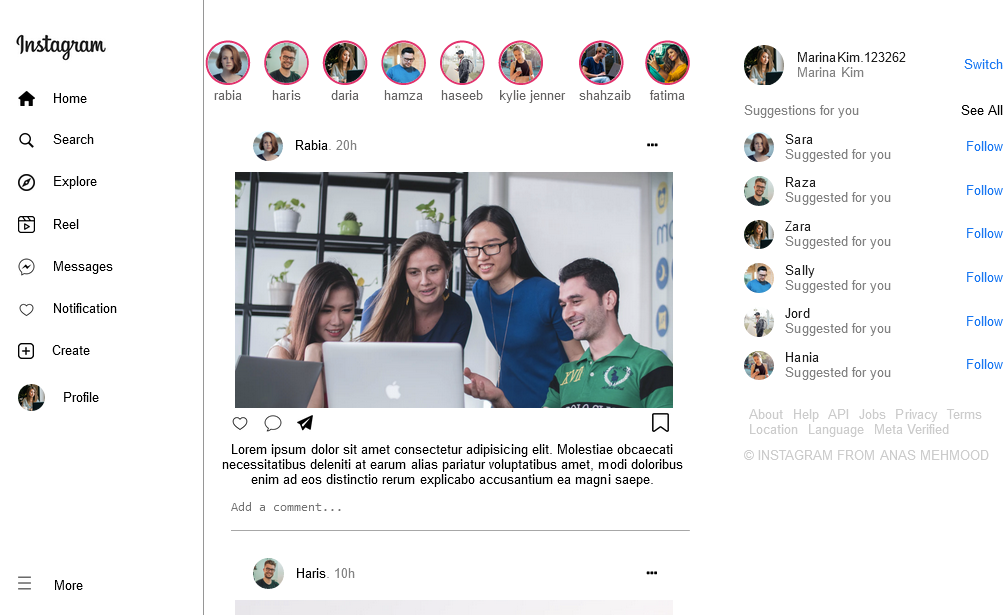 Instagram
Home
Search
Explore
Reel
Messages
Notification
Create
Profile
More
rabia haris daria hamza haseeb kylie jenner shahzaib fatima
Rabia. 20h
Lorem ipsum dolor sit amet consectetur adipisicing elit. Molestiae obcaecati
necessitatibus deleniti at earum alias pariatur voluptatibus amet, modi doloribus
enim ad eos distinctio rerum explicabo accusantium ea magni saepe.
Add a comment...
Haris. 10h
MarinaKim.123262
Marina Kim
Switch
Suggestions for you See All
Sara
Suggested for you
Follow
Raza
Suggested for you
Follow
Zara
Suggested for you
Follow
Sally
Suggested for you
Follow
Jord
Suggested for you
Follow
Hania
Suggested for you
Follow
About Help API Jobs Privacy Terms
Location Language Meta Verified
© INSTAGRAM FROM ANAS MEHMOOD